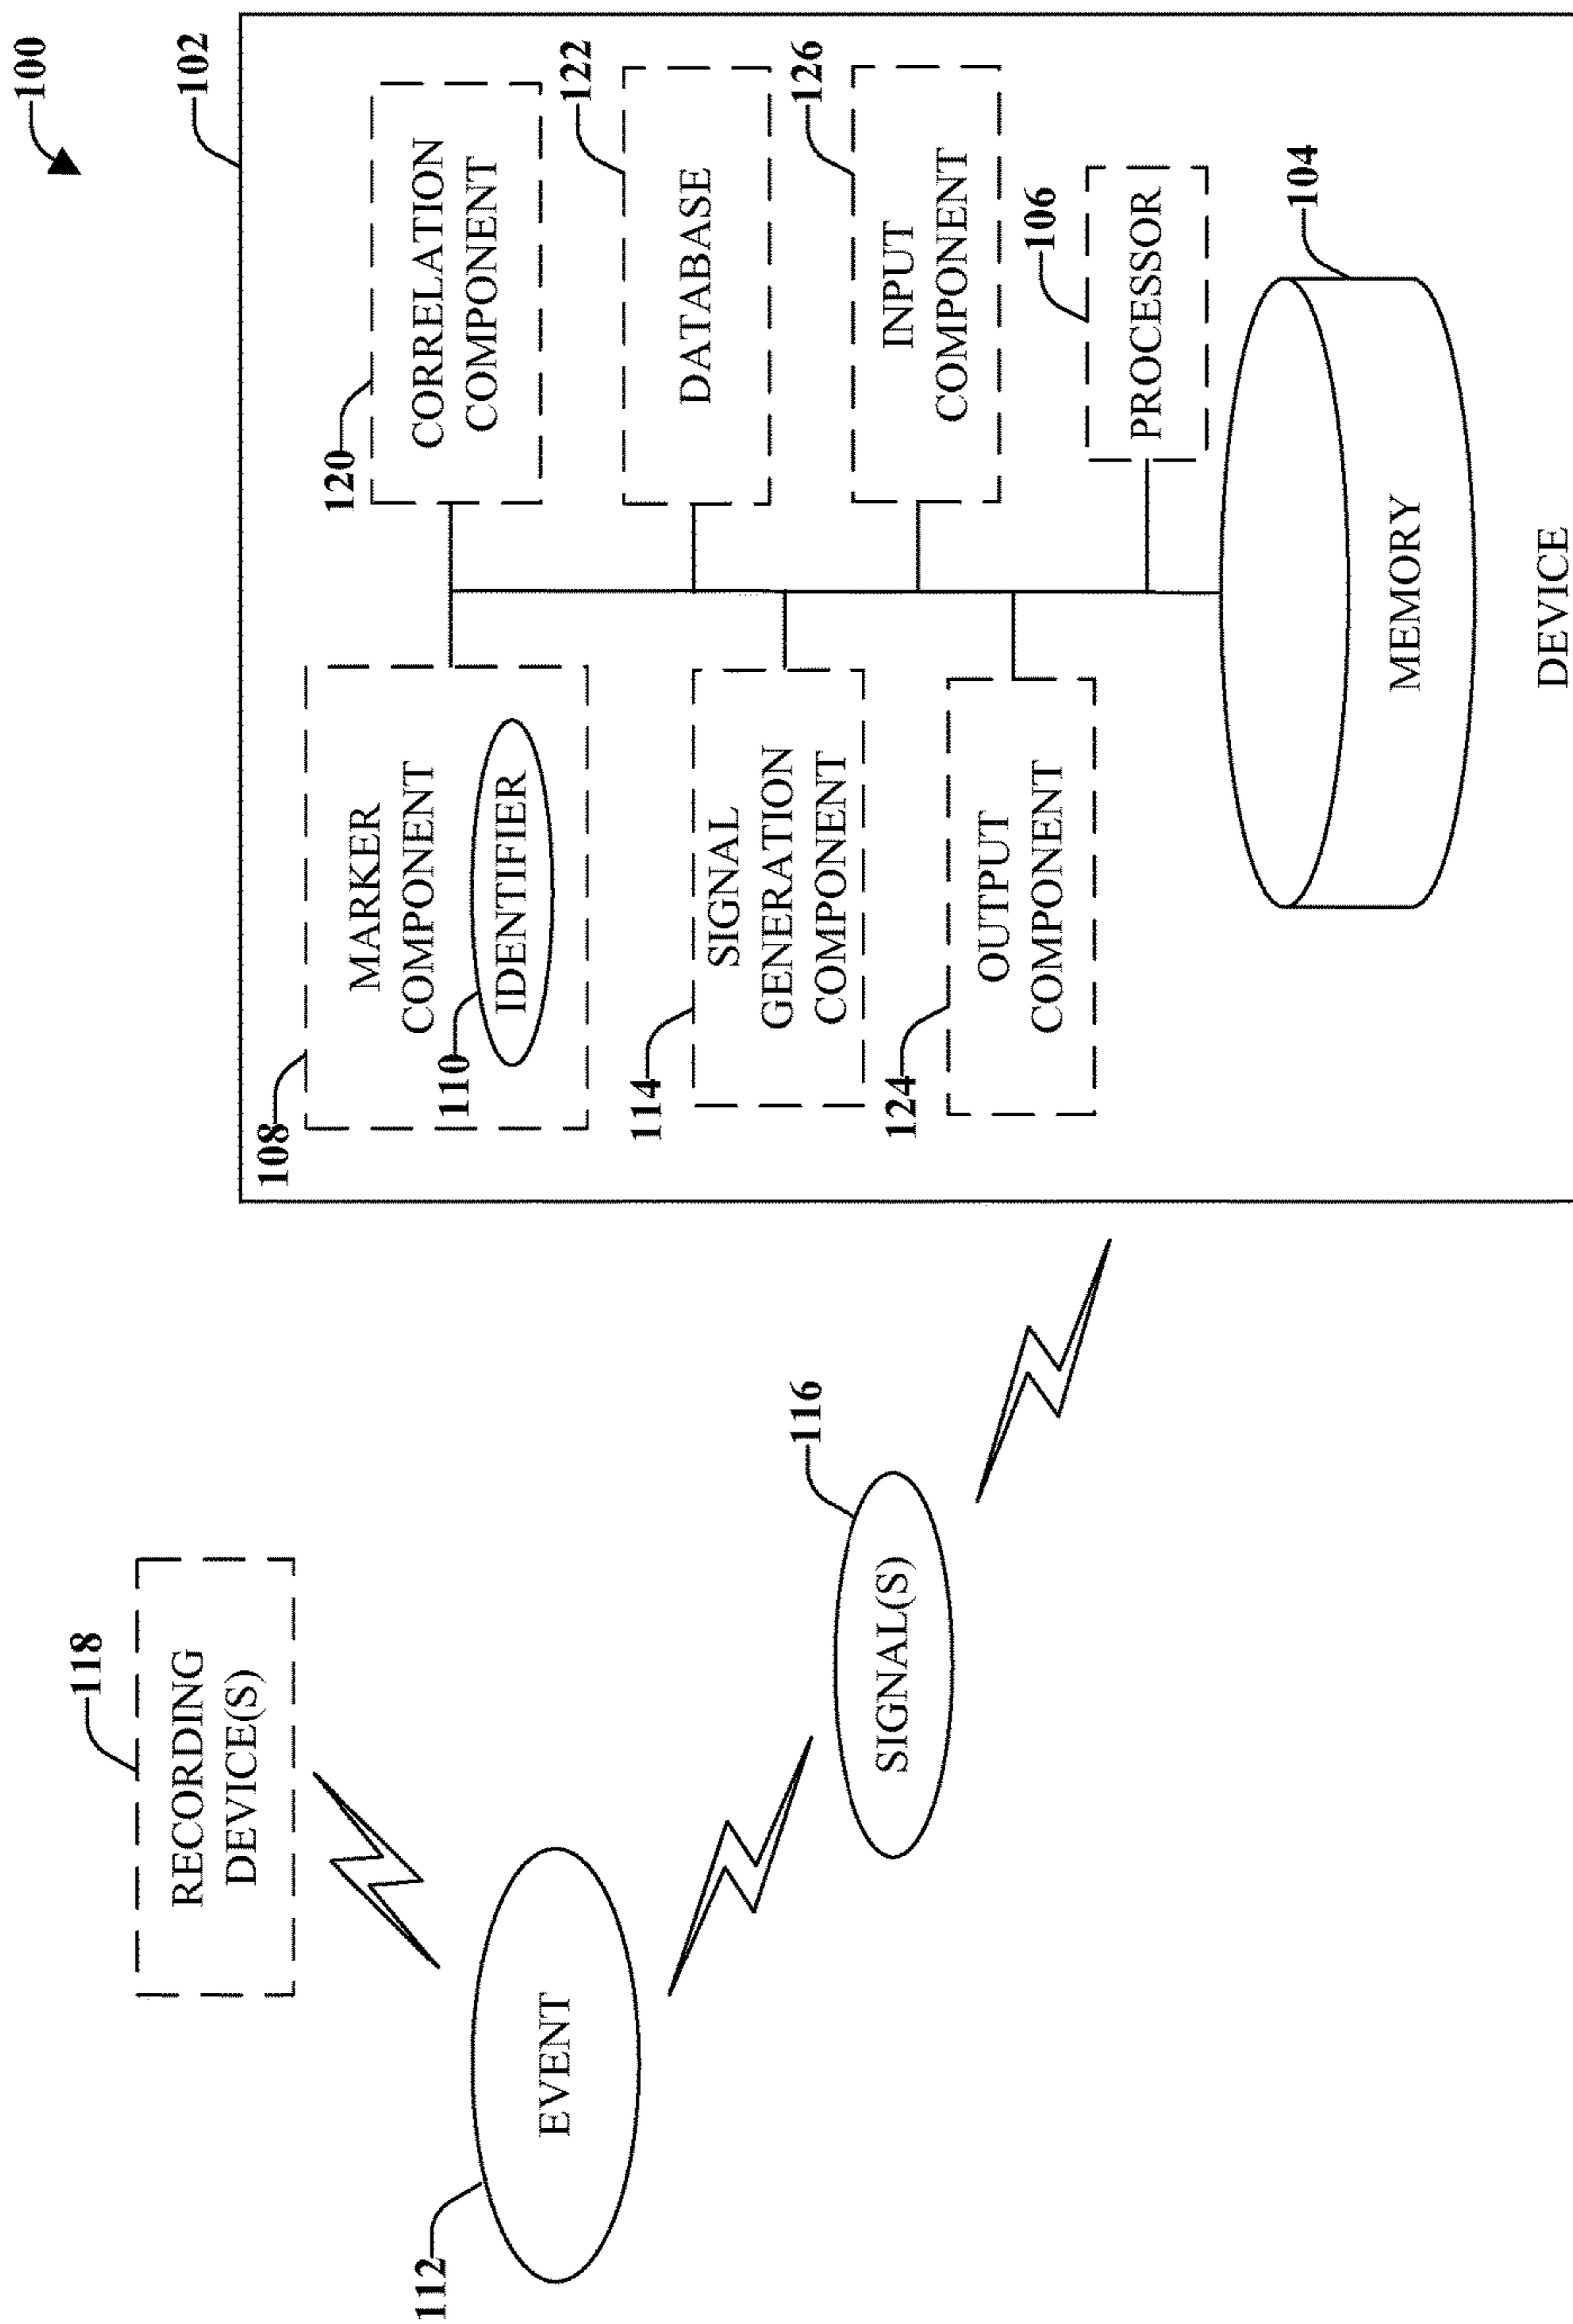 100
102
118
RECORDING
DEVICE(S)
112
EVENT
116
SIGNAL(S)
108
MARKER
COMPONENT
110
IDENTIFIER
120
CORRELATION
COMPONENT
122
DATABASE
114
SIGNAL
GENERATION
COMPONENT
126
INPUT
COMPONENT
124
OUTPUT
COMPONENT
106
PROCESSOR
104
MEMORY
DEVICE